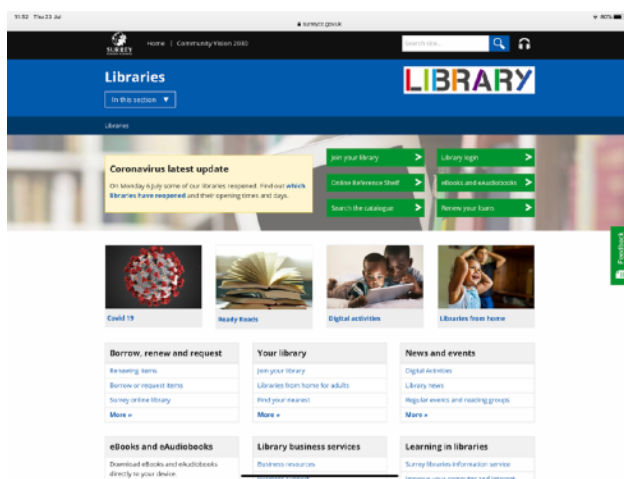 11:52 Thu 23 Jul
surreycc.gov.uk
80%
SURREY
Home | Community Vision 2030
Search site...
Libraries
LIBRARY
In this section ▼
Libraries
Coronavirus latest update
On Monday 6 July some of our libraries reopened. Find out which
libraries have reopened and their opening times and days.
Join your library >
Library login >
Online Reference Shelf >
eBooks and eAudiobooks >
Search the catalogue >
Renew your loans >
Feedback
Covid 19
Ready Reads
Digital activities
Libraries from home
Borrow, renew and request
Renewing items
Borrow or request items
Surrey online library
More »
Your library
Join your library
Libraries from home for adults
Find your nearest
More »
News and events
Digital Activities
Library news
Regular events and reading groups
More »
eBooks and eAudiobooks
Download eBooks and eAudiobooks
directly to your device.
Library business services
Business resources
Learning in libraries
Surrey libraries information service
Improve your computer and internet